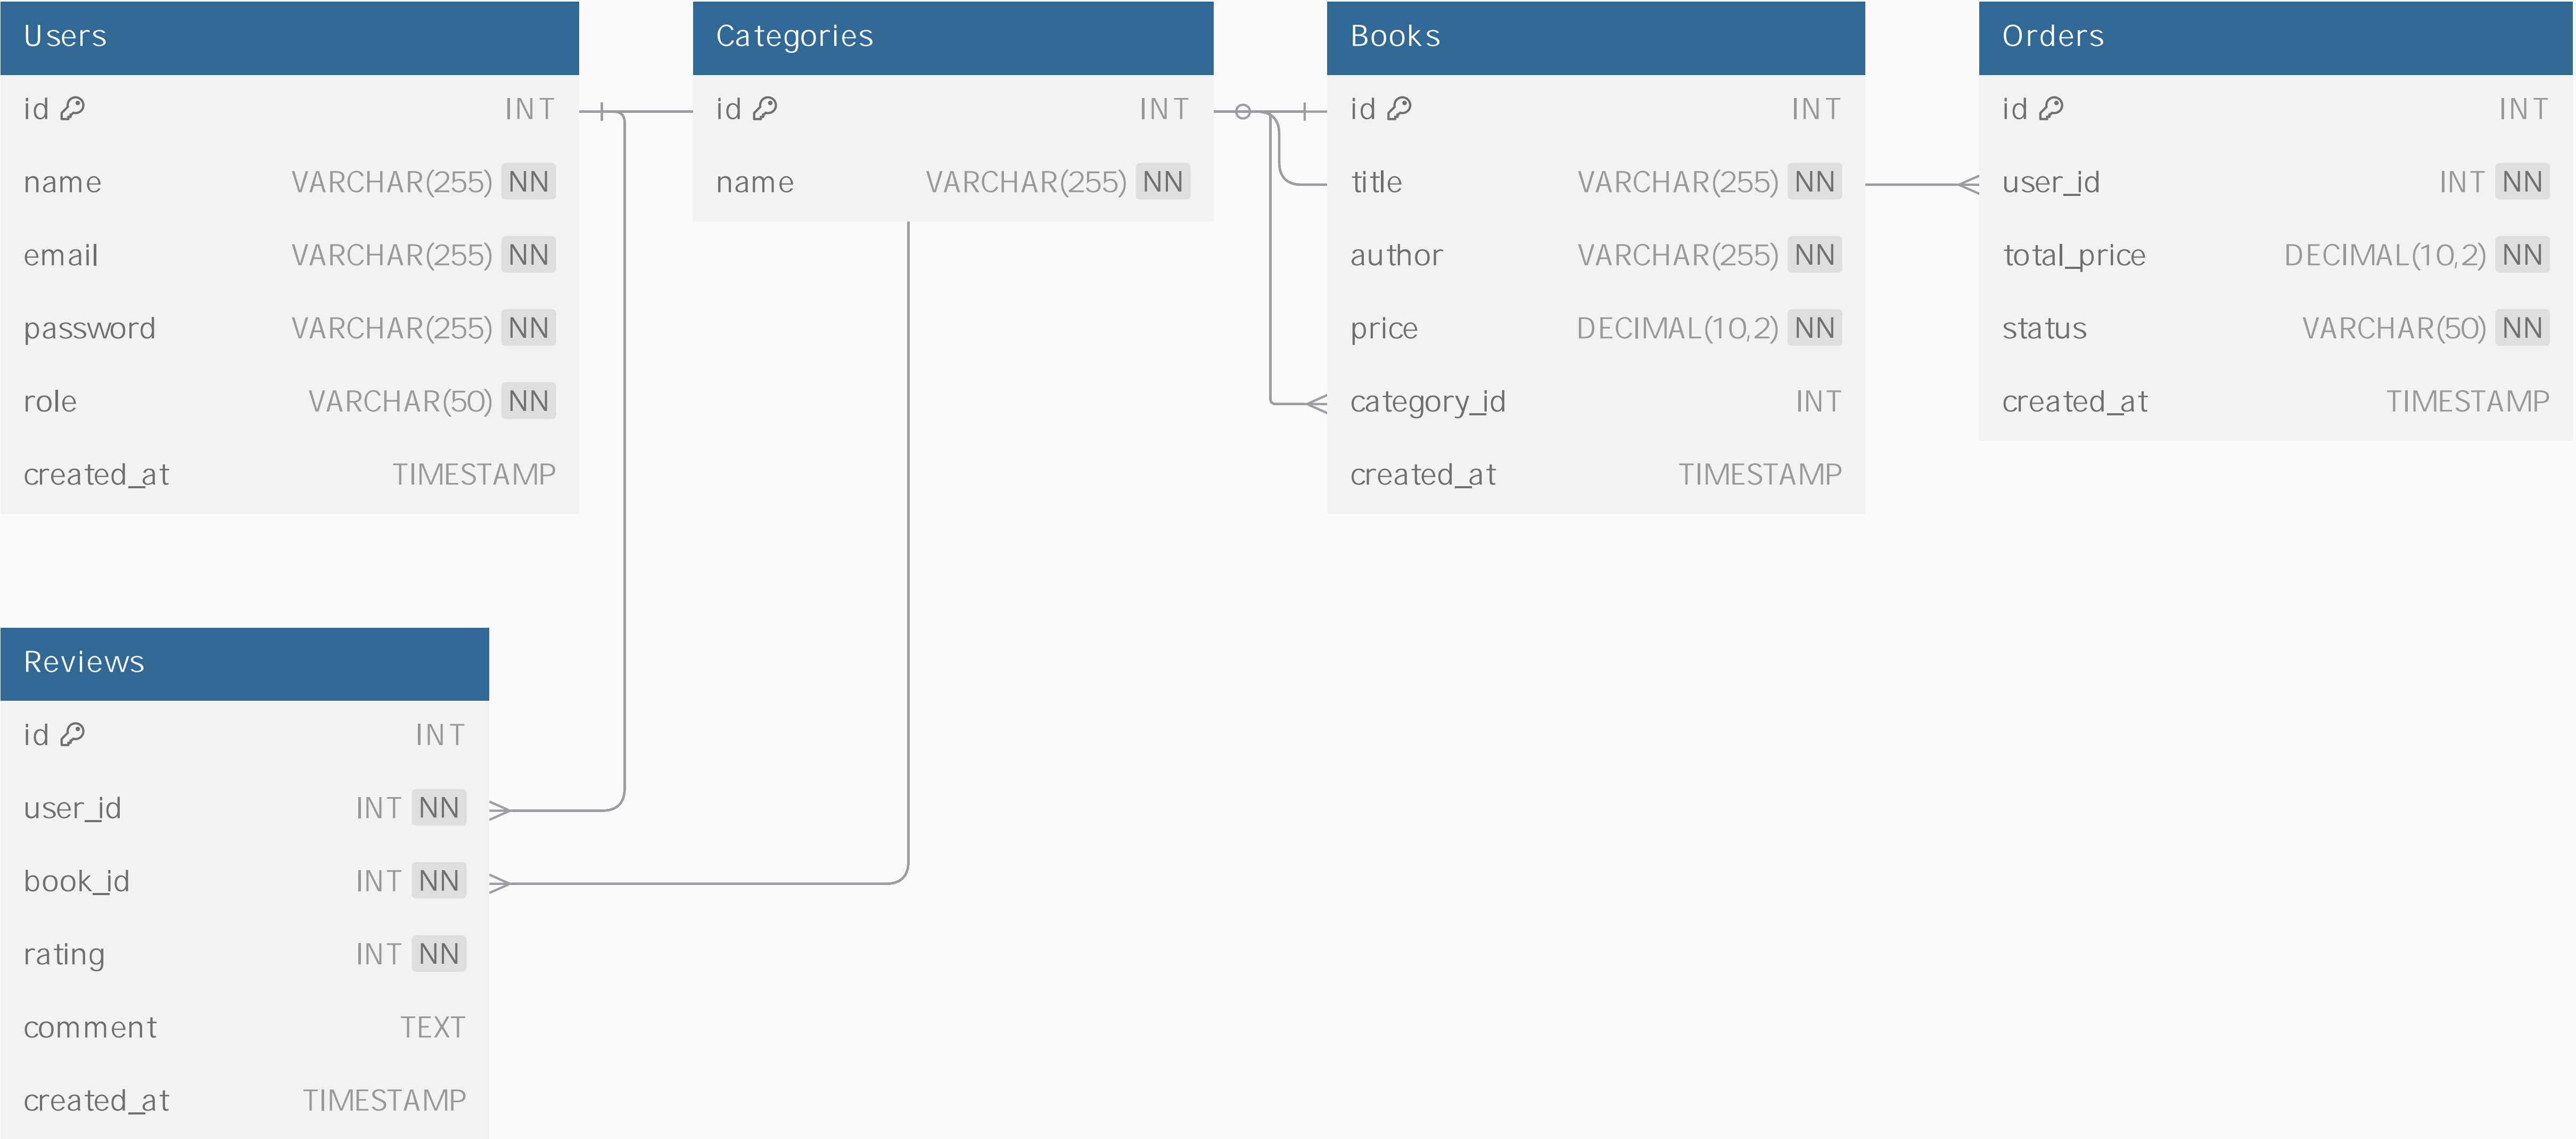 Users
id INT
name VARCHAR(255) NN
email VARCHAR(255) NN
password VARCHAR(255) NN
role VARCHAR(50) NN
created_at TIMESTAMP
Categories
id INT
name VARCHAR(255) NN
Books
id INT
title VARCHAR(255) NN
author VARCHAR(255) NN
price DECIMAL(10,2) NN
category_id INT
created_at TIMESTAMP
Orders
id INT
user_id INT NN
total_price DECIMAL(10,2) NN
status VARCHAR(50) NN
created_at TIMESTAMP
Reviews
id INT
user_id INT NN
book_id INT NN
rating INT NN
comment TEXT
created_at TIMESTAMP